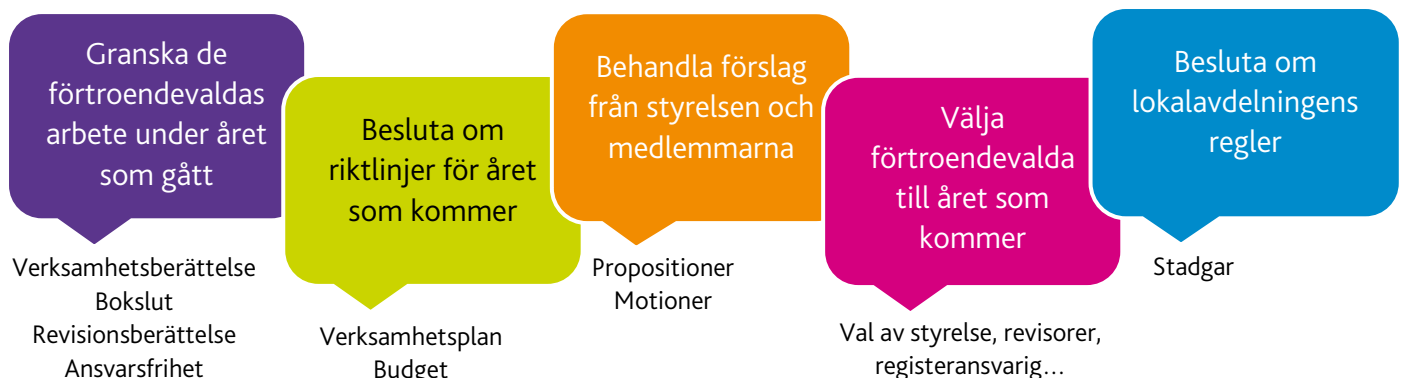 Granska de
förtroendevaldas
arbete under året
som gått
Verksamhetsberättelse
Bokslut
Revisionsberättelse
Ansvarsfrihet
Besluta om
riktlinjer för året
som kommer
Verksamhetsplan
Budget
Behandla förslag
från styrelsen och
medlemmarna
Propositioner
Motioner
Välja
förtroendevalda
till året som
kommer
Val av styrelse, revisorer,
registeransvarig…
Besluta om
lokalavdelningens
regler
Stadgar